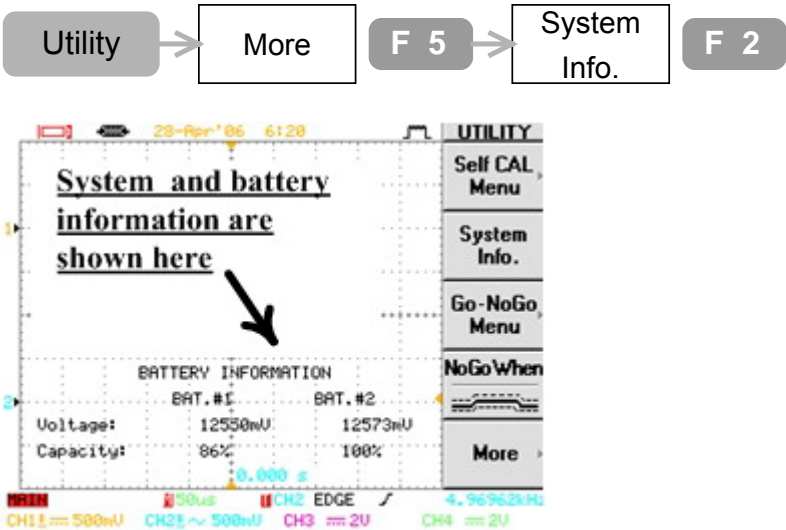 Utility More F 5 System Info. F 2
28-Apr'06 6:20 UTILITY
System and battery
information are
shown here
Self CAL
Menu
System
Info.
Go-NoGo
Menu
NoGo When
More
1
2
BATTERY INFORMATION
BAT.#1 BAT.#2
Voltage: 12550mV 12573mV
Capacity: 86% 100%
0.000 s
MAIN 50us CH2 EDGE 4.96962kHz
CH1 500mV CH2 500mV CH3 2V CH4 2V